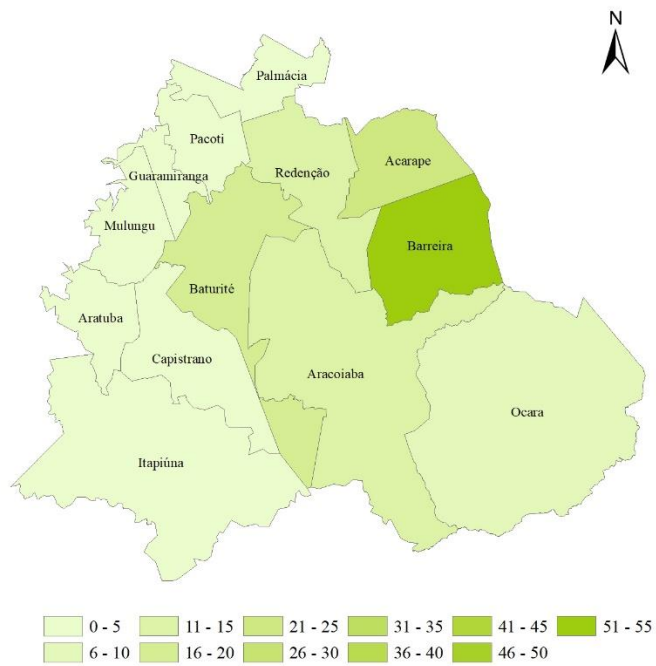 N
Palmácia
Pacoti
Acarape
Redenção
Guaramiranga
Mulungu
Barreira
Baturité
Aratuba
Capistrano
Aracoiaba
Ocara
Itapiúna
0 - 5 11 - 15 21 - 25 31 - 35 41 - 45 51 - 55
6 - 10 16 - 20 26 - 30 36 - 40 46 - 50